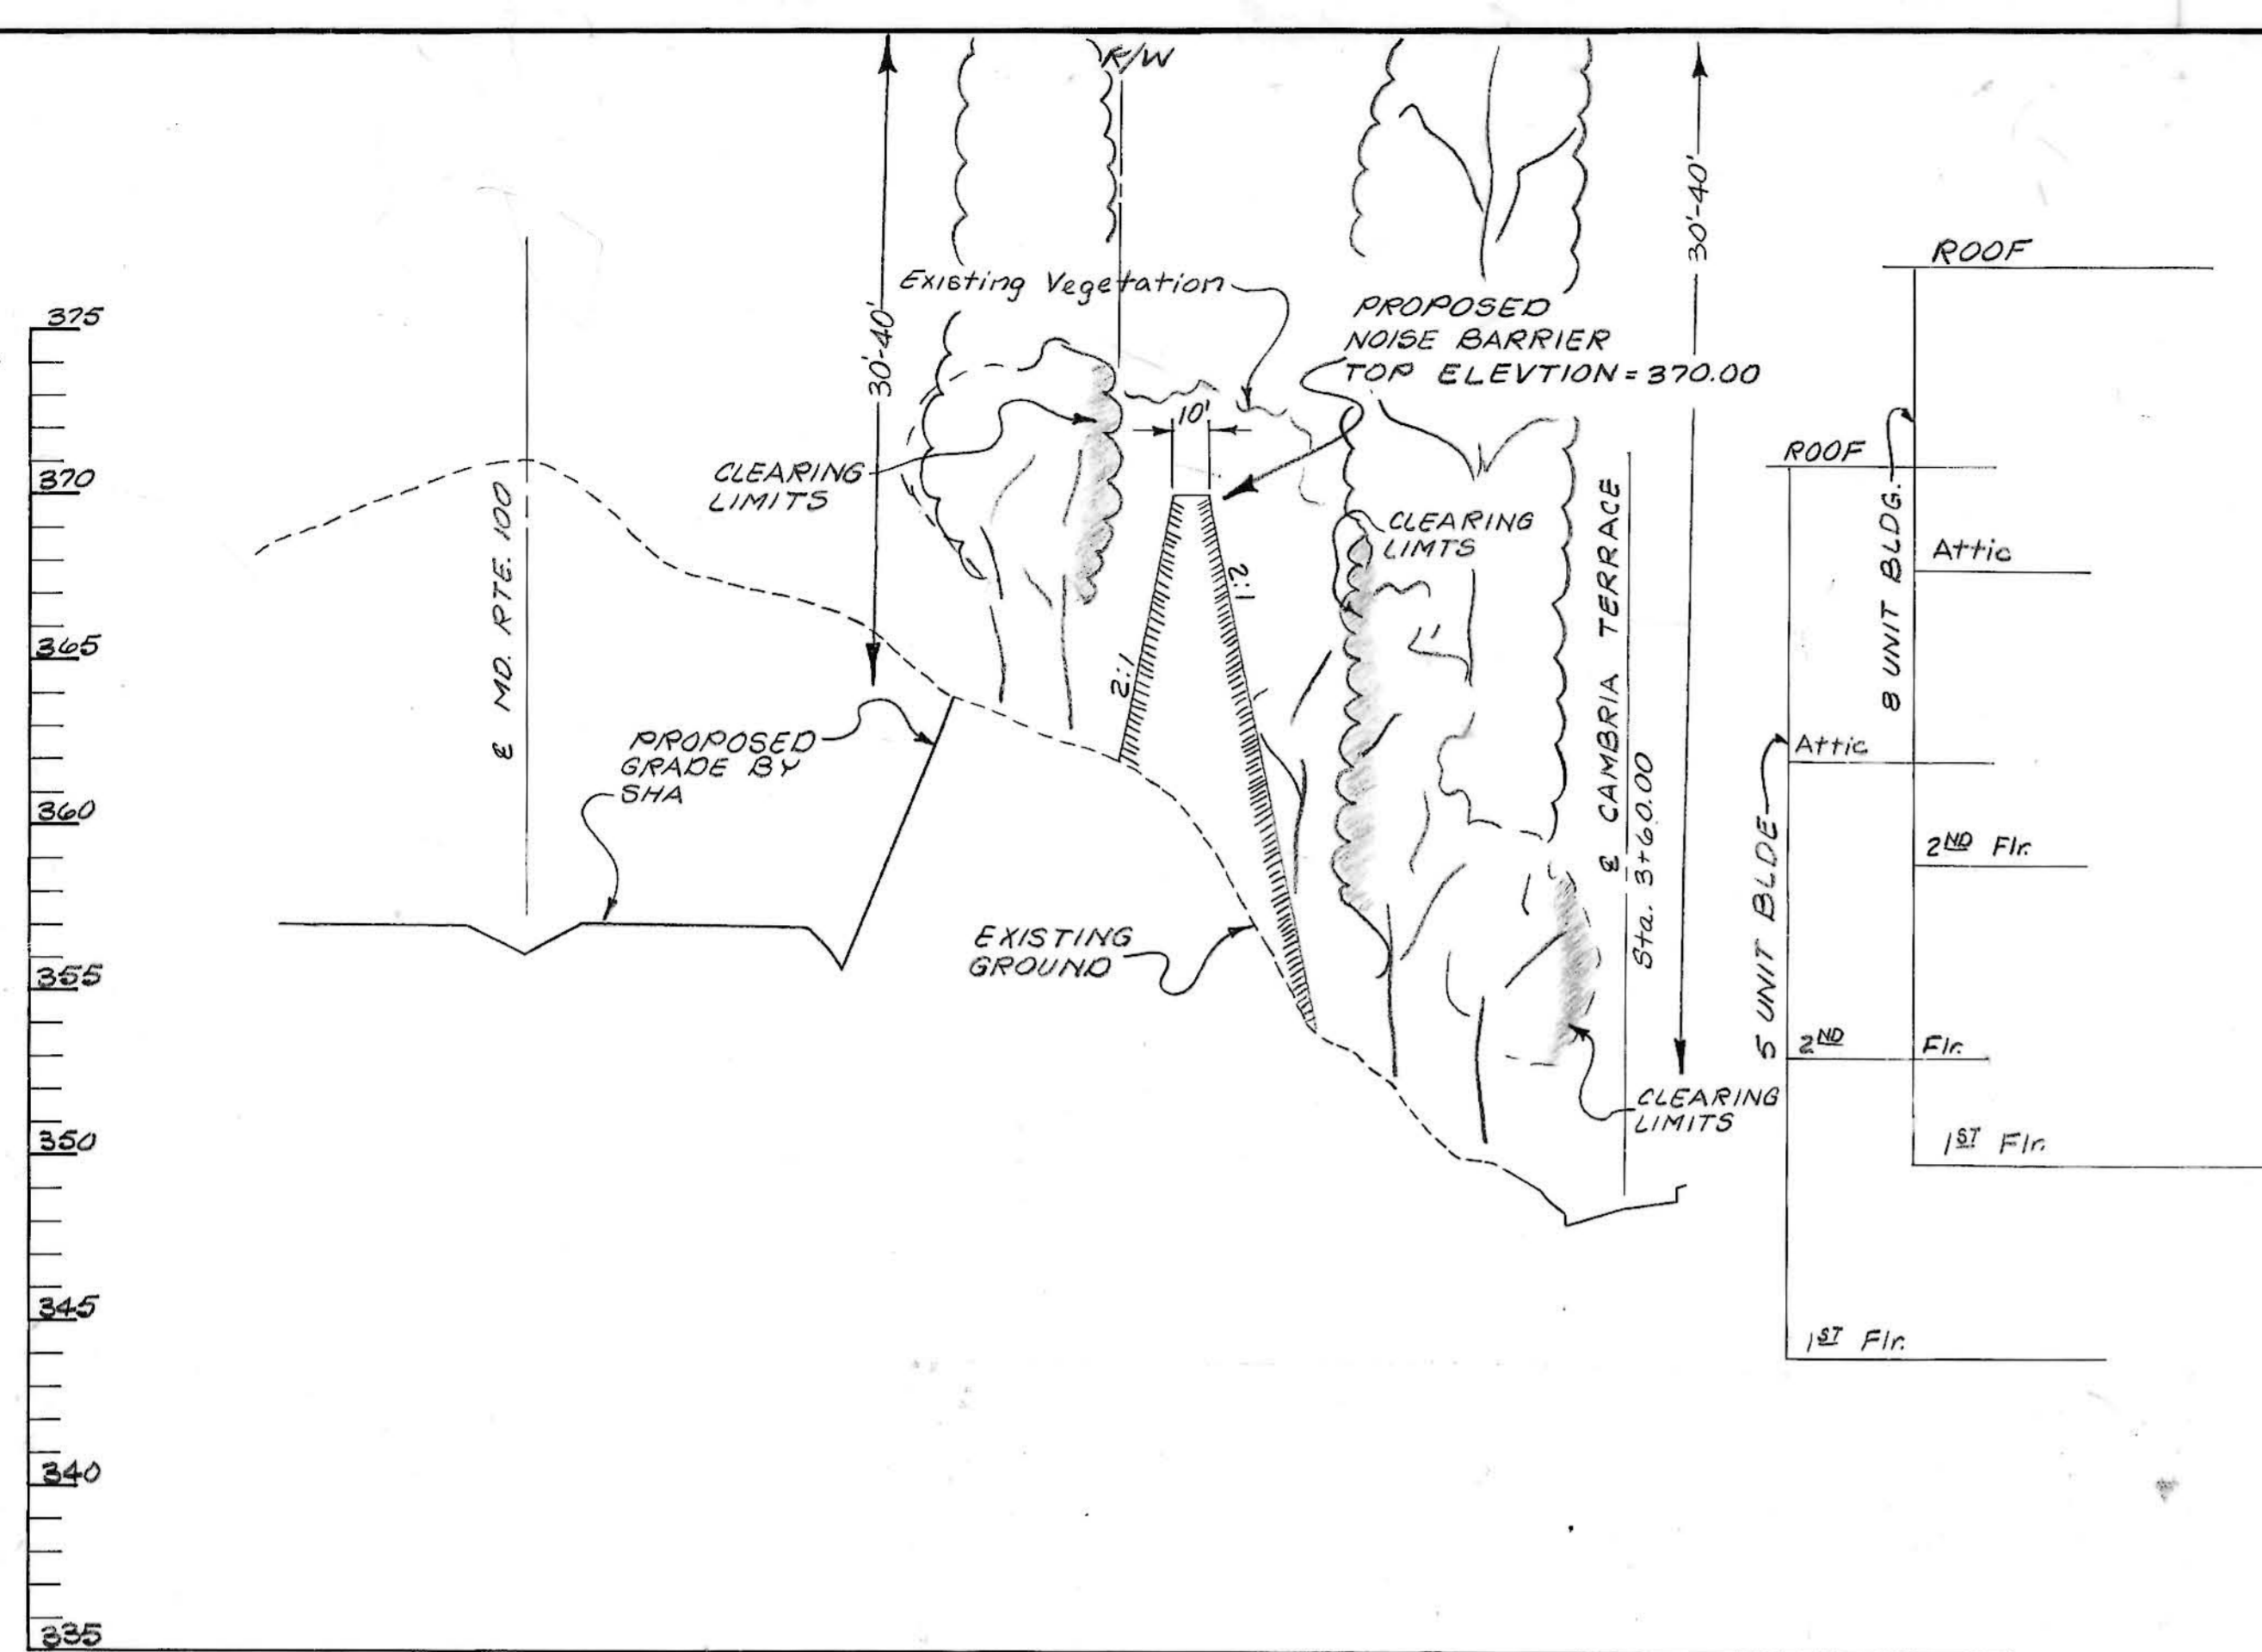 R/W
30'-40'
30'-40'
ROOF
Existing Vegetation
PROPOSED
NOISE BARRIER
TOP ELEVTION = 370.00
375
10'
ROOF
CLEARING
LIMITS
370
CLEARING
LIMTS
Attic
℄ MD. RTE. 100
2:1
2:1
365
℄ CAMBRIA TERRACE
Sta. 3+60.00
8 UNIT BLDG.
PROPOSED
GRADE BY
SHA
Attic
360
5 UNIT BLDE
2ND Flr.
EXISTING
GROUND
355
2ND Flr.
CLEARING
LIMITS
350
1ST Flr.
345
1ST Flr.
340
335